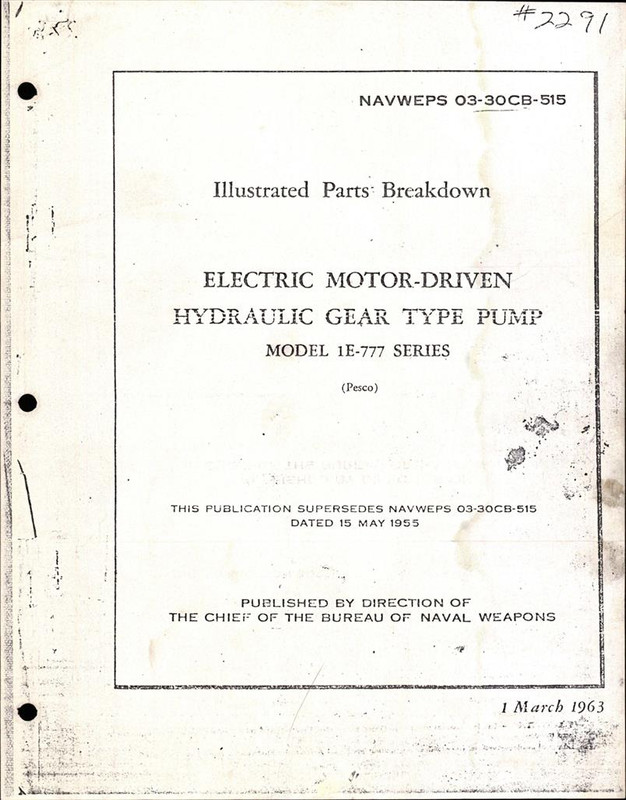 #2291
NAVWEPS 03-30CB-515
Illustrated Parts Breakdown
ELECTRIC MOTOR-DRIVEN
HYDRAULIC GEAR TYPE PUMP
MODEL 1E-777 SERIES
(Pesco)
THIS PUBLICATION SUPERSEDES NAVWEPS 03-30CB-515
DATED 15 MAY 1955
PUBLISHED BY DIRECTION OF
THE CHIEF OF THE BUREAU OF NAVAL WEAPONS
1 March 1963